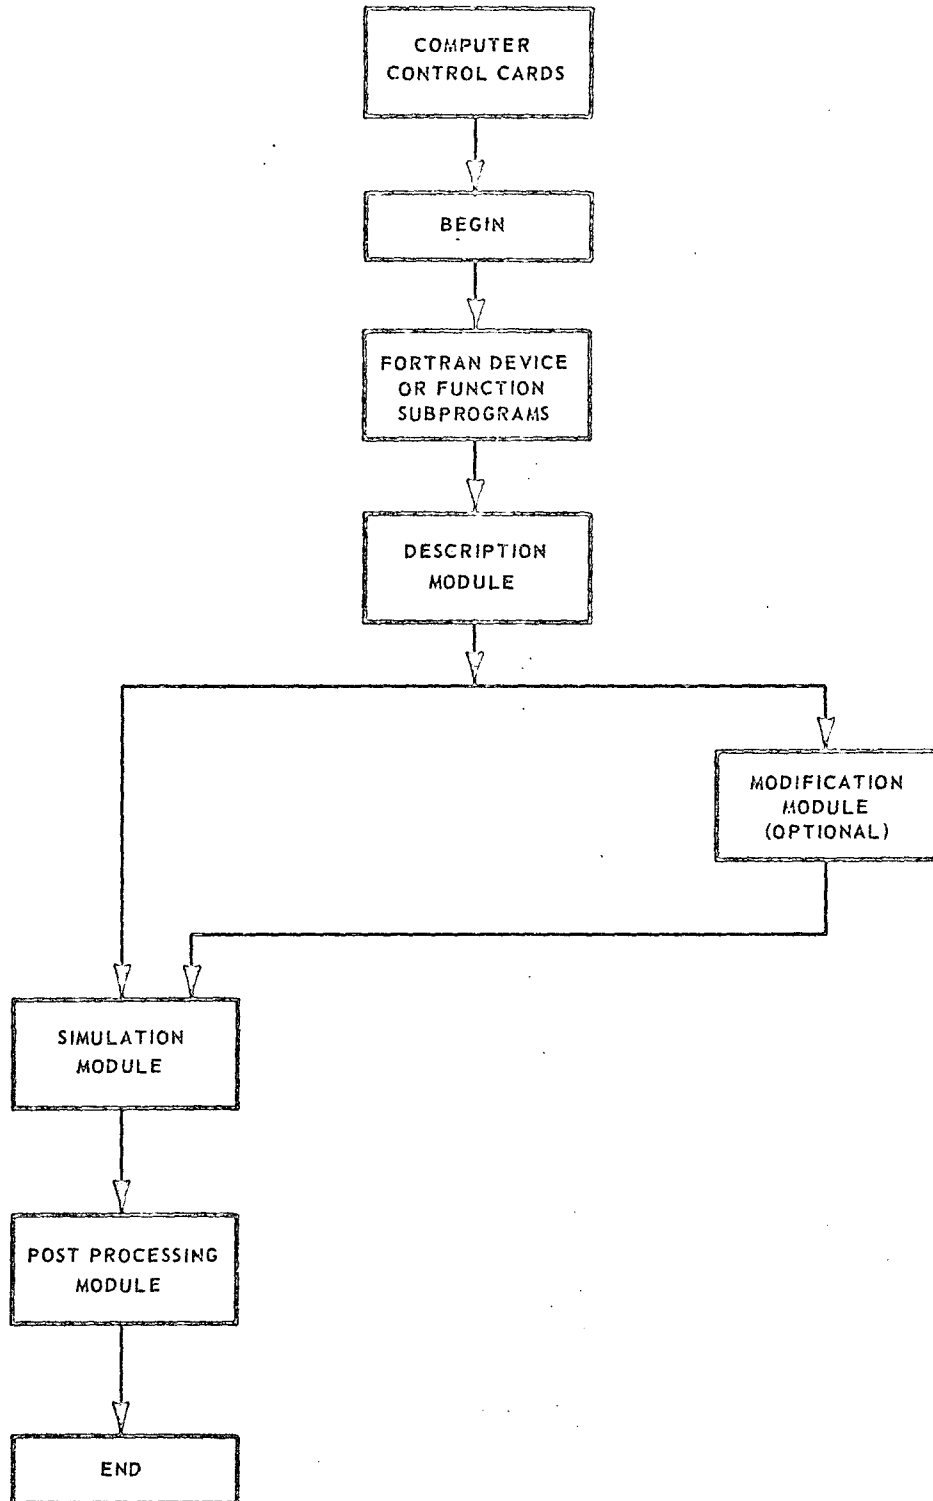 COMPUTER
CONTROL CARDS
BEGIN
FORTRAN DEVICE
OR FUNCTION
SUBPROGRAMS
DESCRIPTION
MODULE
MODIFICATION
MODULE
(OPTIONAL)
SIMULATION
MODULE
POST PROCESSING
MODULE
END